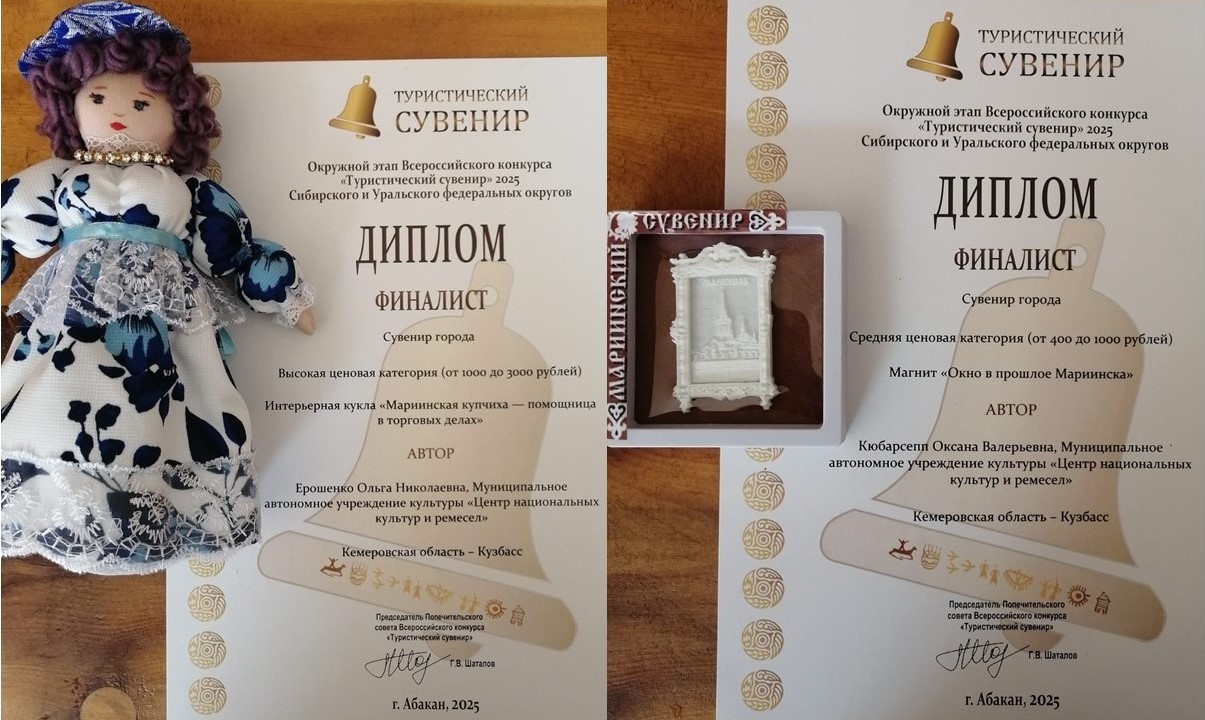 ТУРИСТИЧЕСКИЙ
СУВЕНИР
Окружной этап Всероссийского конкурса
«Туристический сувенир» 2025
Сибирского и Уральского федеральных округов
ДИПЛОМ
ФИНАЛИСТ
Сувенир города
Высокая ценовая категория (от 1000 до 3000 рублей)
Интерьерная кукла «Мариинская купчиха — помощница
в торговых делах»
АВТОР
Ерошенко Ольга Николаевна, Муниципальное
автономное учреждение культуры «Центр национальных
культур и ремесел»
Кемеровская область – Кузбасс
Председатель Попечительского
совета Всероссийского конкурса
«Туристический сувенир»
Г.В. Шаталов
г. Абакан, 2025
ТУРИСТИЧЕСКИЙ
СУВЕНИР
Окружной этап Всероссийского конкурса
«Туристический сувенир» 2025
Сибирского и Уральского федеральных округов
ДИПЛОМ
ФИНАЛИСТ
Сувенир города
Средняя ценовая категория (от 400 до 1000 рублей)
Магнит «Окно в прошлое Мариинска»
АВТОР
Кюбарсепп Оксана Валерьевна, Муниципальное
автономное учреждение культуры «Центр национальных
культур и ремесел»
Кемеровская область – Кузбасс
Председатель Попечительского
совета Всероссийского конкурса
«Туристический сувенир»
Г.В. Шаталов
г. Абакан, 2025
МАРИИНСКИЙ
СУВЕНИР